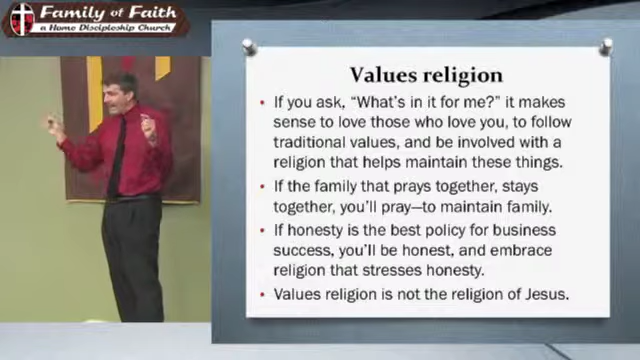 Family of Faith
a Home Discipleship Church
Values religion
• If you ask, “What’s in it for me?” it makes
sense to love those who love you, to follow
traditional values, and be involved with a
religion that helps maintain these things.
• If the family that prays together, stays
together, you’ll pray—to maintain family.
• If honesty is the best policy for business
success, you’ll be honest, and embrace
religion that stresses honesty.
• Values religion is not the religion of Jesus.